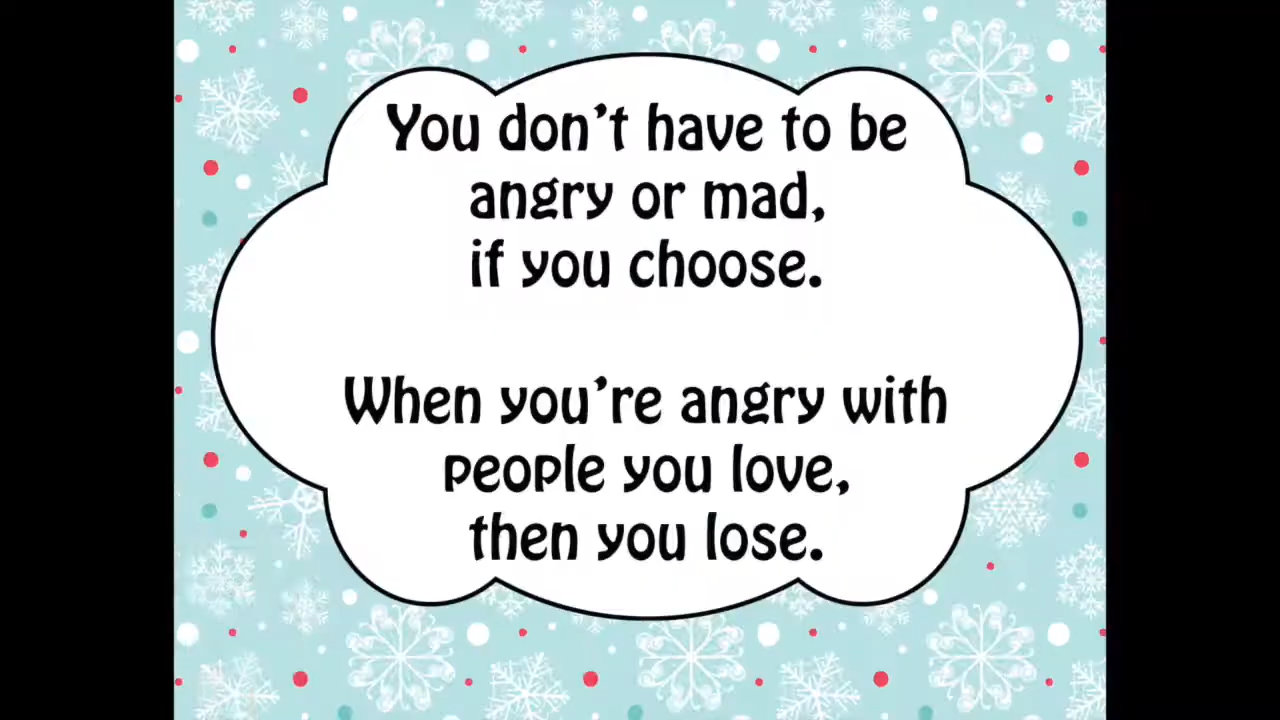 You don't have to be
angry or mad,
if you choose.
When you're angry with
people you love,
then you lose.